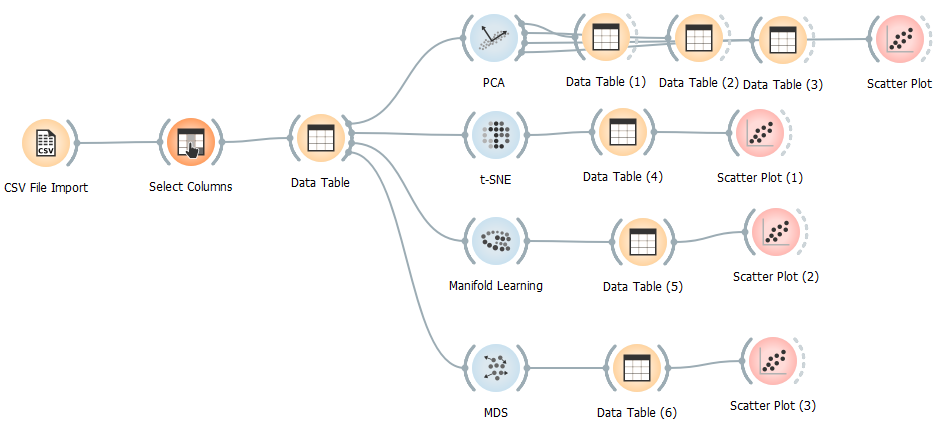 PCA
Data Table (1)
Data Table (2)
Data Table (3)
Scatter Plot
CSV
CSV File Import
Select Columns
Data Table
t-SNE
Data Table (4)
Scatter Plot (1)
Manifold Learning
Data Table (5)
Scatter Plot (2)
MDS
Data Table (6)
Scatter Plot (3)